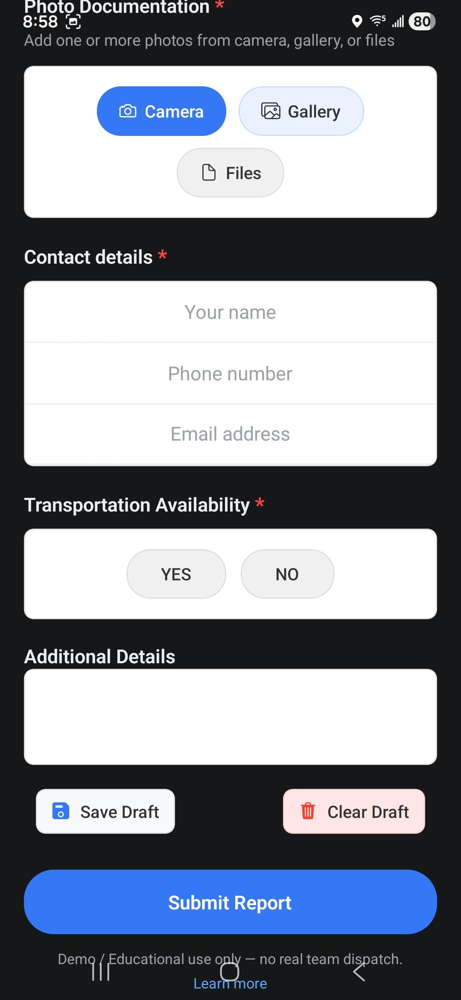 Photo Documentation *
8:58
5
80
Add one or more photos from camera, gallery, or files
Camera
Gallery
Files
Contact details *
Your name
Phone number
Email address
Transportation Availability *
YES
NO
Additional Details
Save Draft
Clear Draft
Submit Report
Demo / Educational use only — no real team dispatch.
Learn more